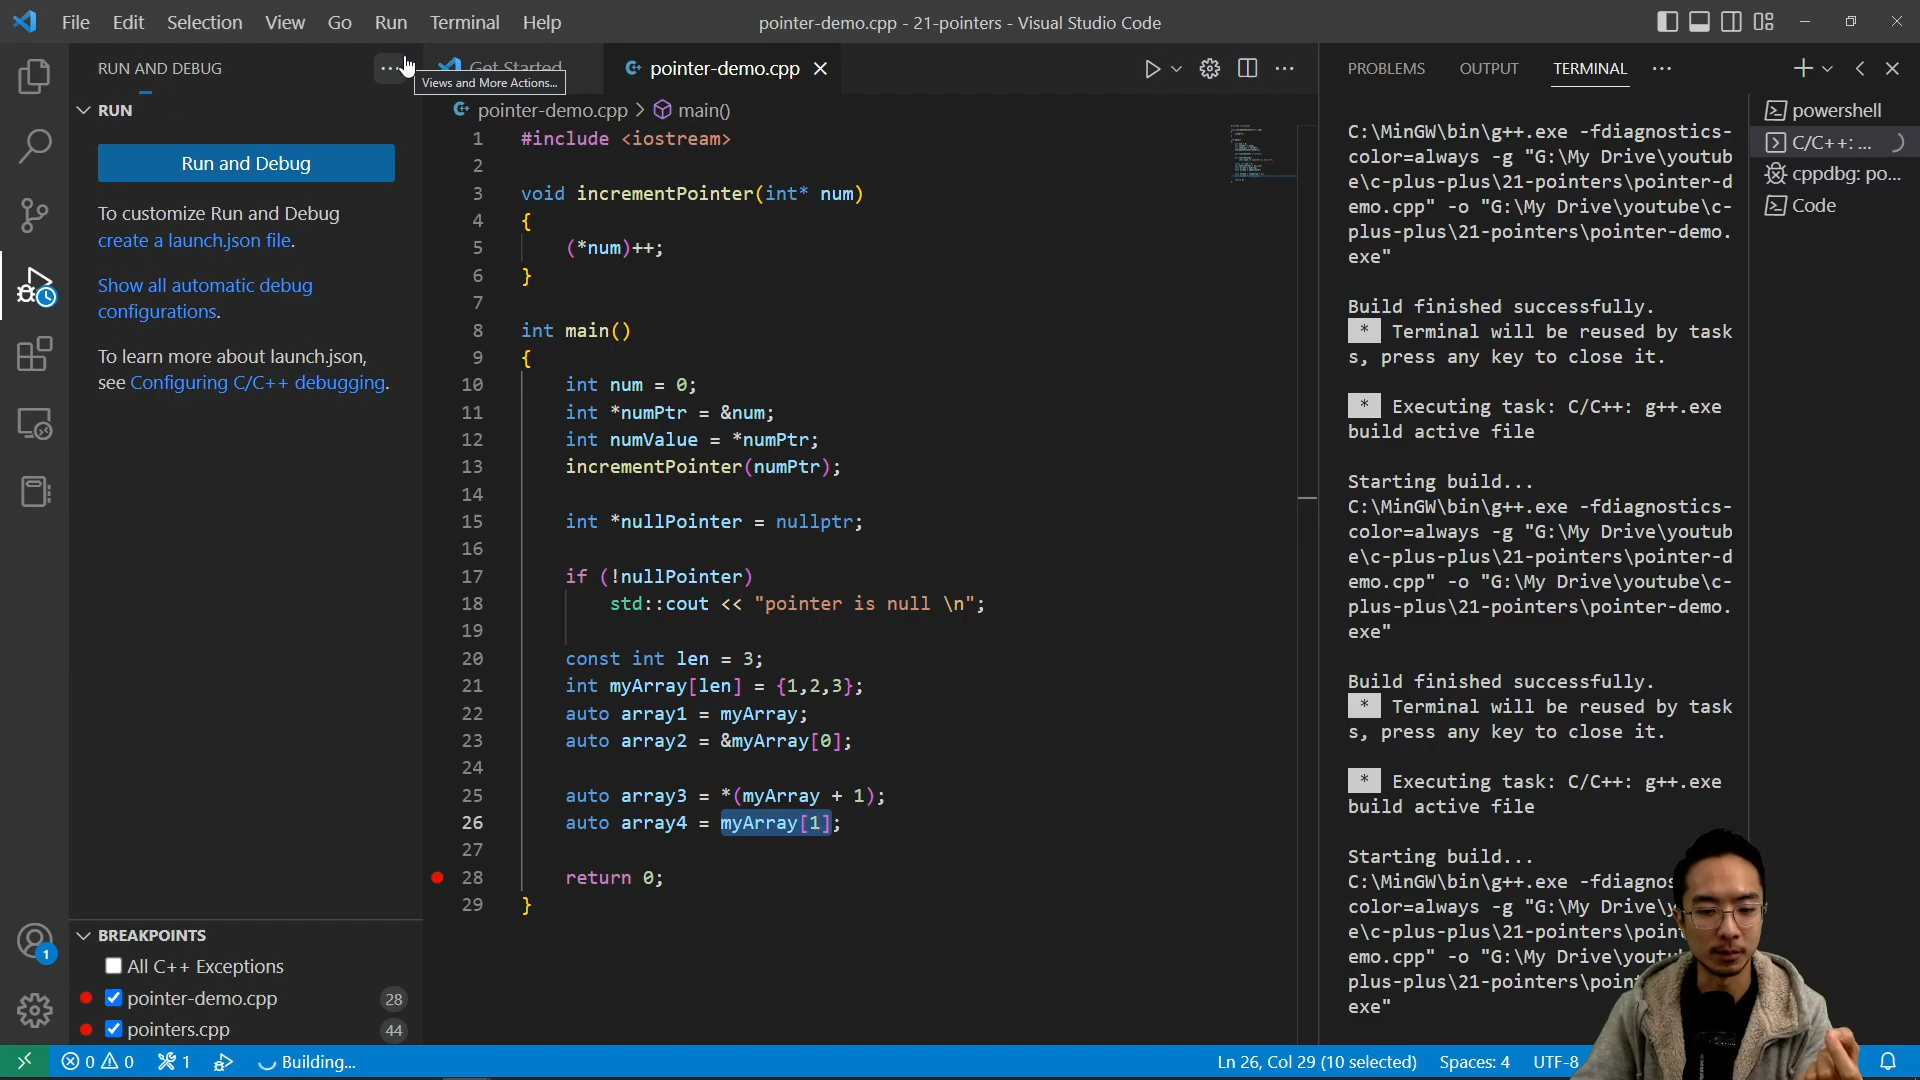 File Edit Selection View Go Run Terminal Help
pointer-demo.cpp - 21-pointers - Visual Studio Code
RUN AND DEBUG
Views and More Actions...
RUN
Run and Debug
To customize Run and Debug
create a launch.json file.
Show all automatic debug
configurations.
To learn more about launch.json,
see Configuring C/C++ debugging.
BREAKPOINTS
All C++ Exceptions
pointer-demo.cpp 28
pointers.cpp 44
1
Get Started
pointer-demo.cpp
pointer-demo.cpp > main()
1 #include <iostream>
2
3 void incrementPointer(int* num)
4 {
5 (*num)++;
6 }
7
8 int main()
9 {
10 int num = 0;
11 int *numPtr = &num;
12 int numValue = *numPtr;
13 incrementPointer(numPtr);
14
15 int *nullPointer = nullptr;
16
17 if (!nullPointer)
18 std::cout << "pointer is null \n";
19
20 const int len = 3;
21 int myArray[len] = {1,2,3};
22 auto array1 = myArray;
23 auto array2 = &myArray[0];
24
25 auto array3 = *(myArray + 1);
26 auto array4 = myArray[1];
27
28 return 0;
29 }
PROBLEMS OUTPUT TERMINAL
C:\MinGW\bin\g++.exe -fdiagnostics-
color=always -g "G:\My Drive\youtub
e\c-plus-plus\21-pointers\pointer-d
emo.cpp" -o "G:\My Drive\youtube\c-
plus-plus\21-pointers\pointer-demo.
exe"
Build finished successfully.
* Terminal will be reused by task
s, press any key to close it.
* Executing task: C/C++: g++.exe
build active file
Starting build...
C:\MinGW\bin\g++.exe -fdiagnostics-
color=always -g "G:\My Drive\youtub
e\c-plus-plus\21-pointers\pointer-d
emo.cpp" -o "G:\My Drive\youtube\c-
plus-plus\21-pointers\pointer-demo.
exe"
Build finished successfully.
* Terminal will be reused by task
s, press any key to close it.
* Executing task: C/C++: g++.exe
build active file
Starting build...
C:\MinGW\bin\g++.exe -fdiagnos
color=always -g "G:\My Drive\
e\c-plus-plus\21-pointers\poin
emo.cpp" -o "G:\My Drive\yout
plus-plus\21-pointers\point
exe"
powershell
C/C++: ...
cppdbg: po...
Code
0 0 1 Building...
Ln 26, Col 29 (10 selected) Spaces: 4 UTF-8